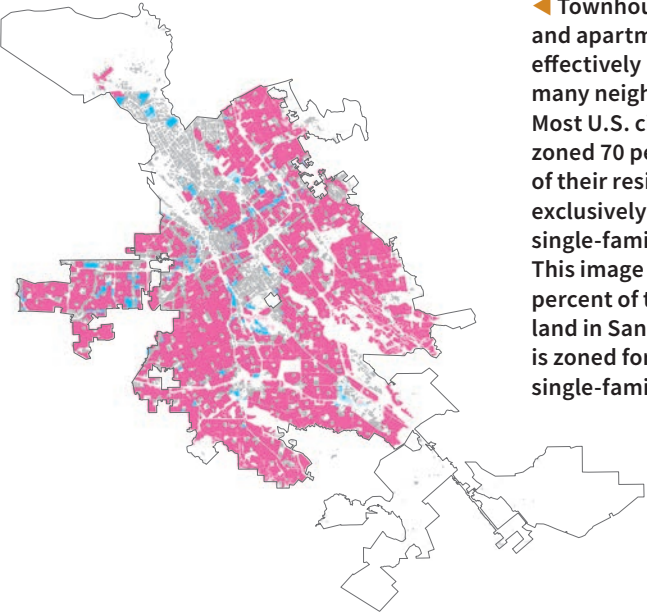 ◀ Townhou
and apartm
effectively
many neigh
Most U.S. c
zoned 70 pe
of their resi
exclusively
single-fami
This image
percent of t
land in San
is zoned for
single-fami